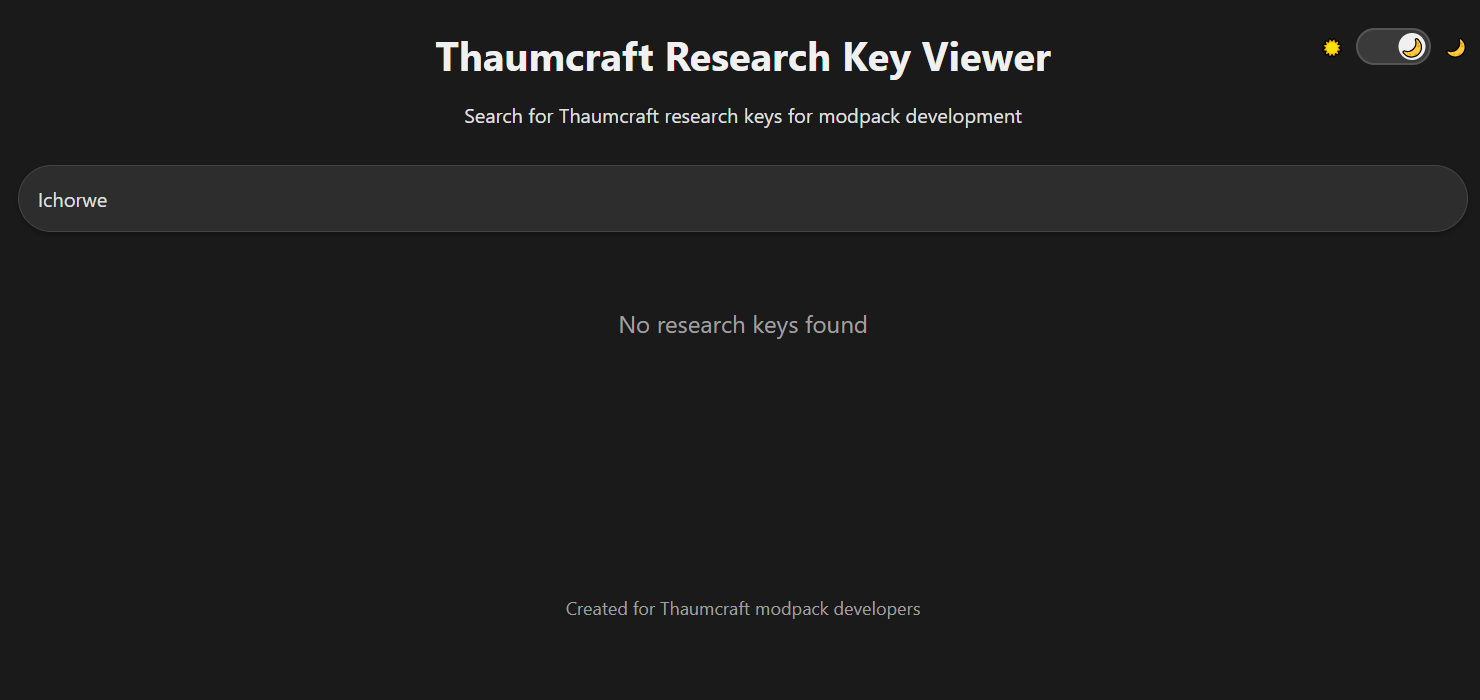 Thaumcraft Research Key Viewer
Search for Thaumcraft research keys for modpack development
Ichorwe
No research keys found
Created for Thaumcraft modpack developers